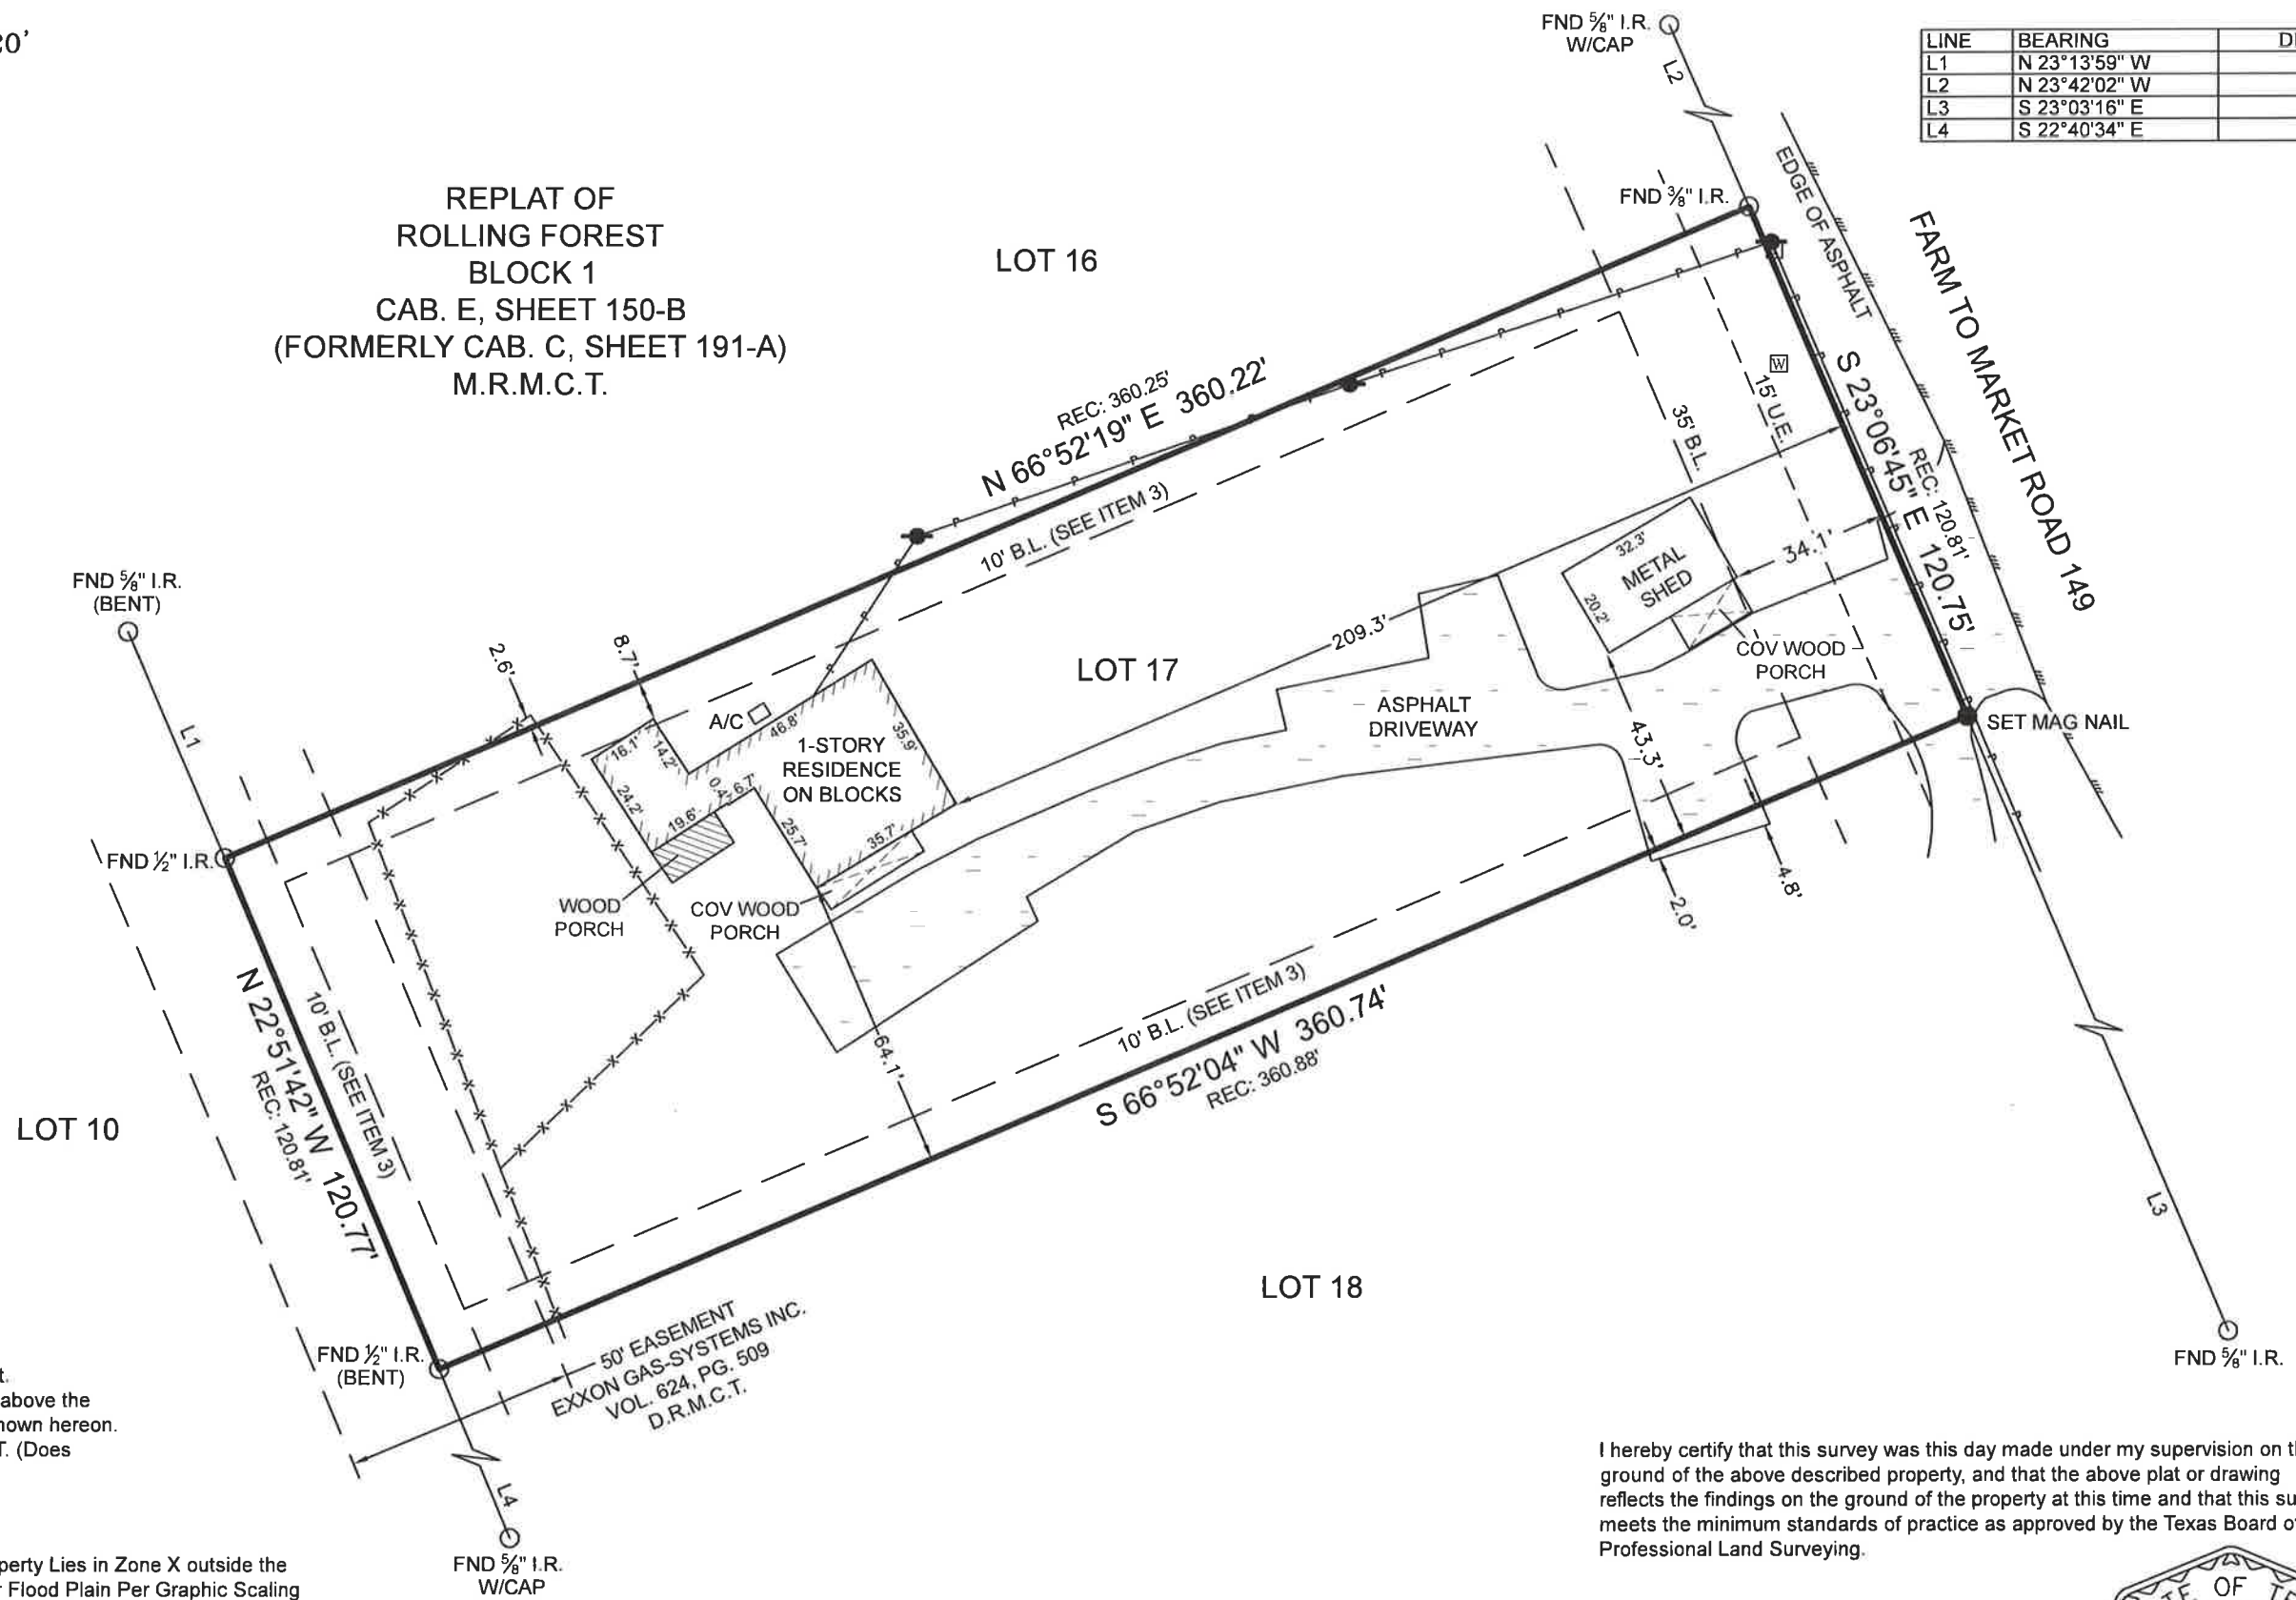 20'
FND 5/8" I.R.
W/CAP
L2
LINE BEARING
L1 N 23°13'59" W
L2 N 23°42'02" W
L3 S 23°03'16" E
L4 S 22°40'34" E
REPLAT OF
ROLLING FOREST
BLOCK 1
CAB. E, SHEET 150-B
(FORMERLY CAB. C, SHEET 191-A)
M.R.M.C.T.
LOT 16
FND 3/8" I.R.
EDGE OF ASPHALT
FARM TO MARKET ROAD 149
REC: 360.25'
N 66°52'19" E 360.22'
10' B.L. (SEE ITEM 3)
35' B.L.
15' U.E.
W
S 23°06'45" E 120.75'
REC: 120.81'
32.3'
METAL
SHED
20.2'
34.1'
COV WOOD
PORCH
FND 5/8" I.R.
(BENT)
L1
2.6'
8.7'
209.3'
LOT 17
ASPHALT
DRIVEWAY
43.3'
SET MAG NAIL
A/C
46.8'
16.1'
14.2'
35.9'
1-STORY
RESIDENCE
ON BLOCKS
24.2'
19.6'
0.4'
6.7'
25.7'
35.7'
WOOD
PORCH
COV WOOD
PORCH
FND 1/2" I.R.
4.8'
2.0'
64.1'
N 22°51'42" W 120.77'
REC: 120.81'
10' B.L. (SEE ITEM 3)
LOT 10
10' B.L. (SEE ITEM 3)
S 66°52'04" W 360.74'
REC: 360.88'
LOT 18
L3
FND 5/8" I.R.
FND 1/2" I.R.
(BENT)
50' EASEMENT
EXXON GAS-SYSTEMS INC.
VOL. 624, PG. 509
D.R.M.C.T.
L4
FND 5/8" I.R.
W/CAP
above the
hown hereon.
T. (Does
perty Lies in Zone X outside the
Flood Plain Per Graphic Scaling
I hereby certify that this survey was this day made under my supervision on th
ground of the above described property, and that the above plat or drawing
reflects the findings on the ground of the property at this time and that this su
meets the minimum standards of practice as approved by the Texas Board of
Professional Land Surveying.
OF